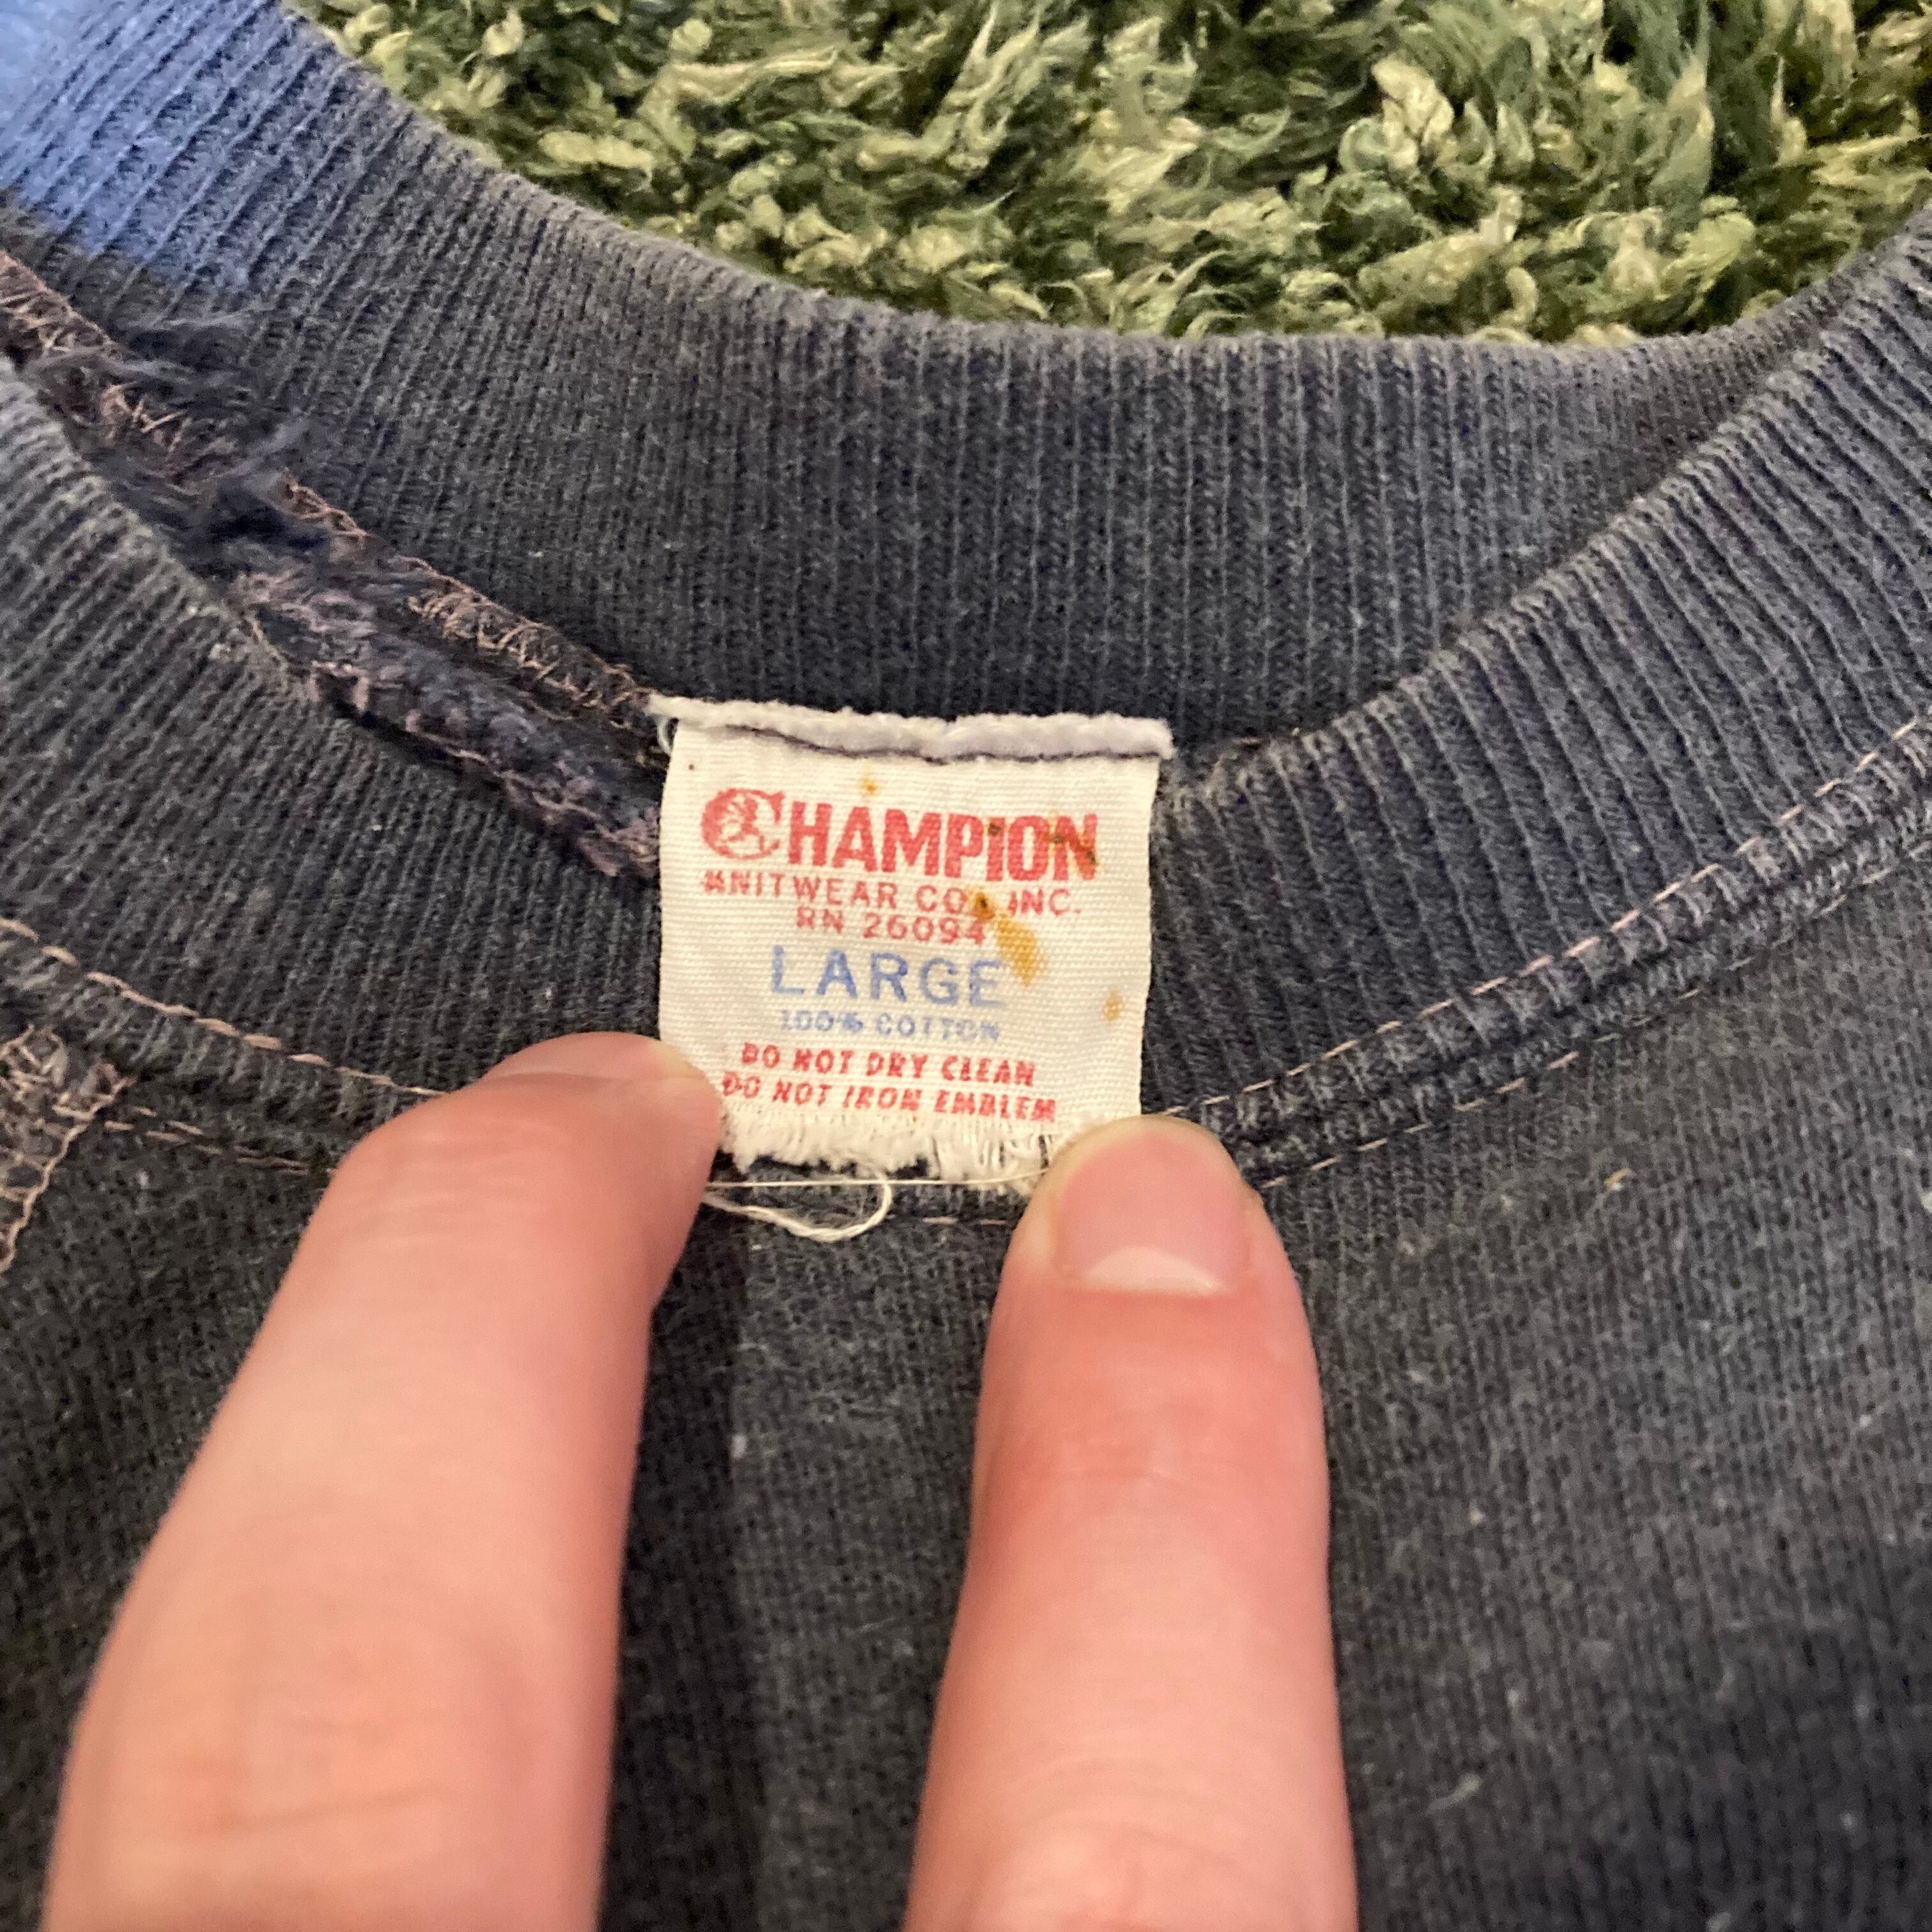 CHAMPION
KNITWEAR CO., INC.
RN 26094
LARGE
100% COTTON
DO NOT DRY CLEAN
DO NOT IRON EMBLEM